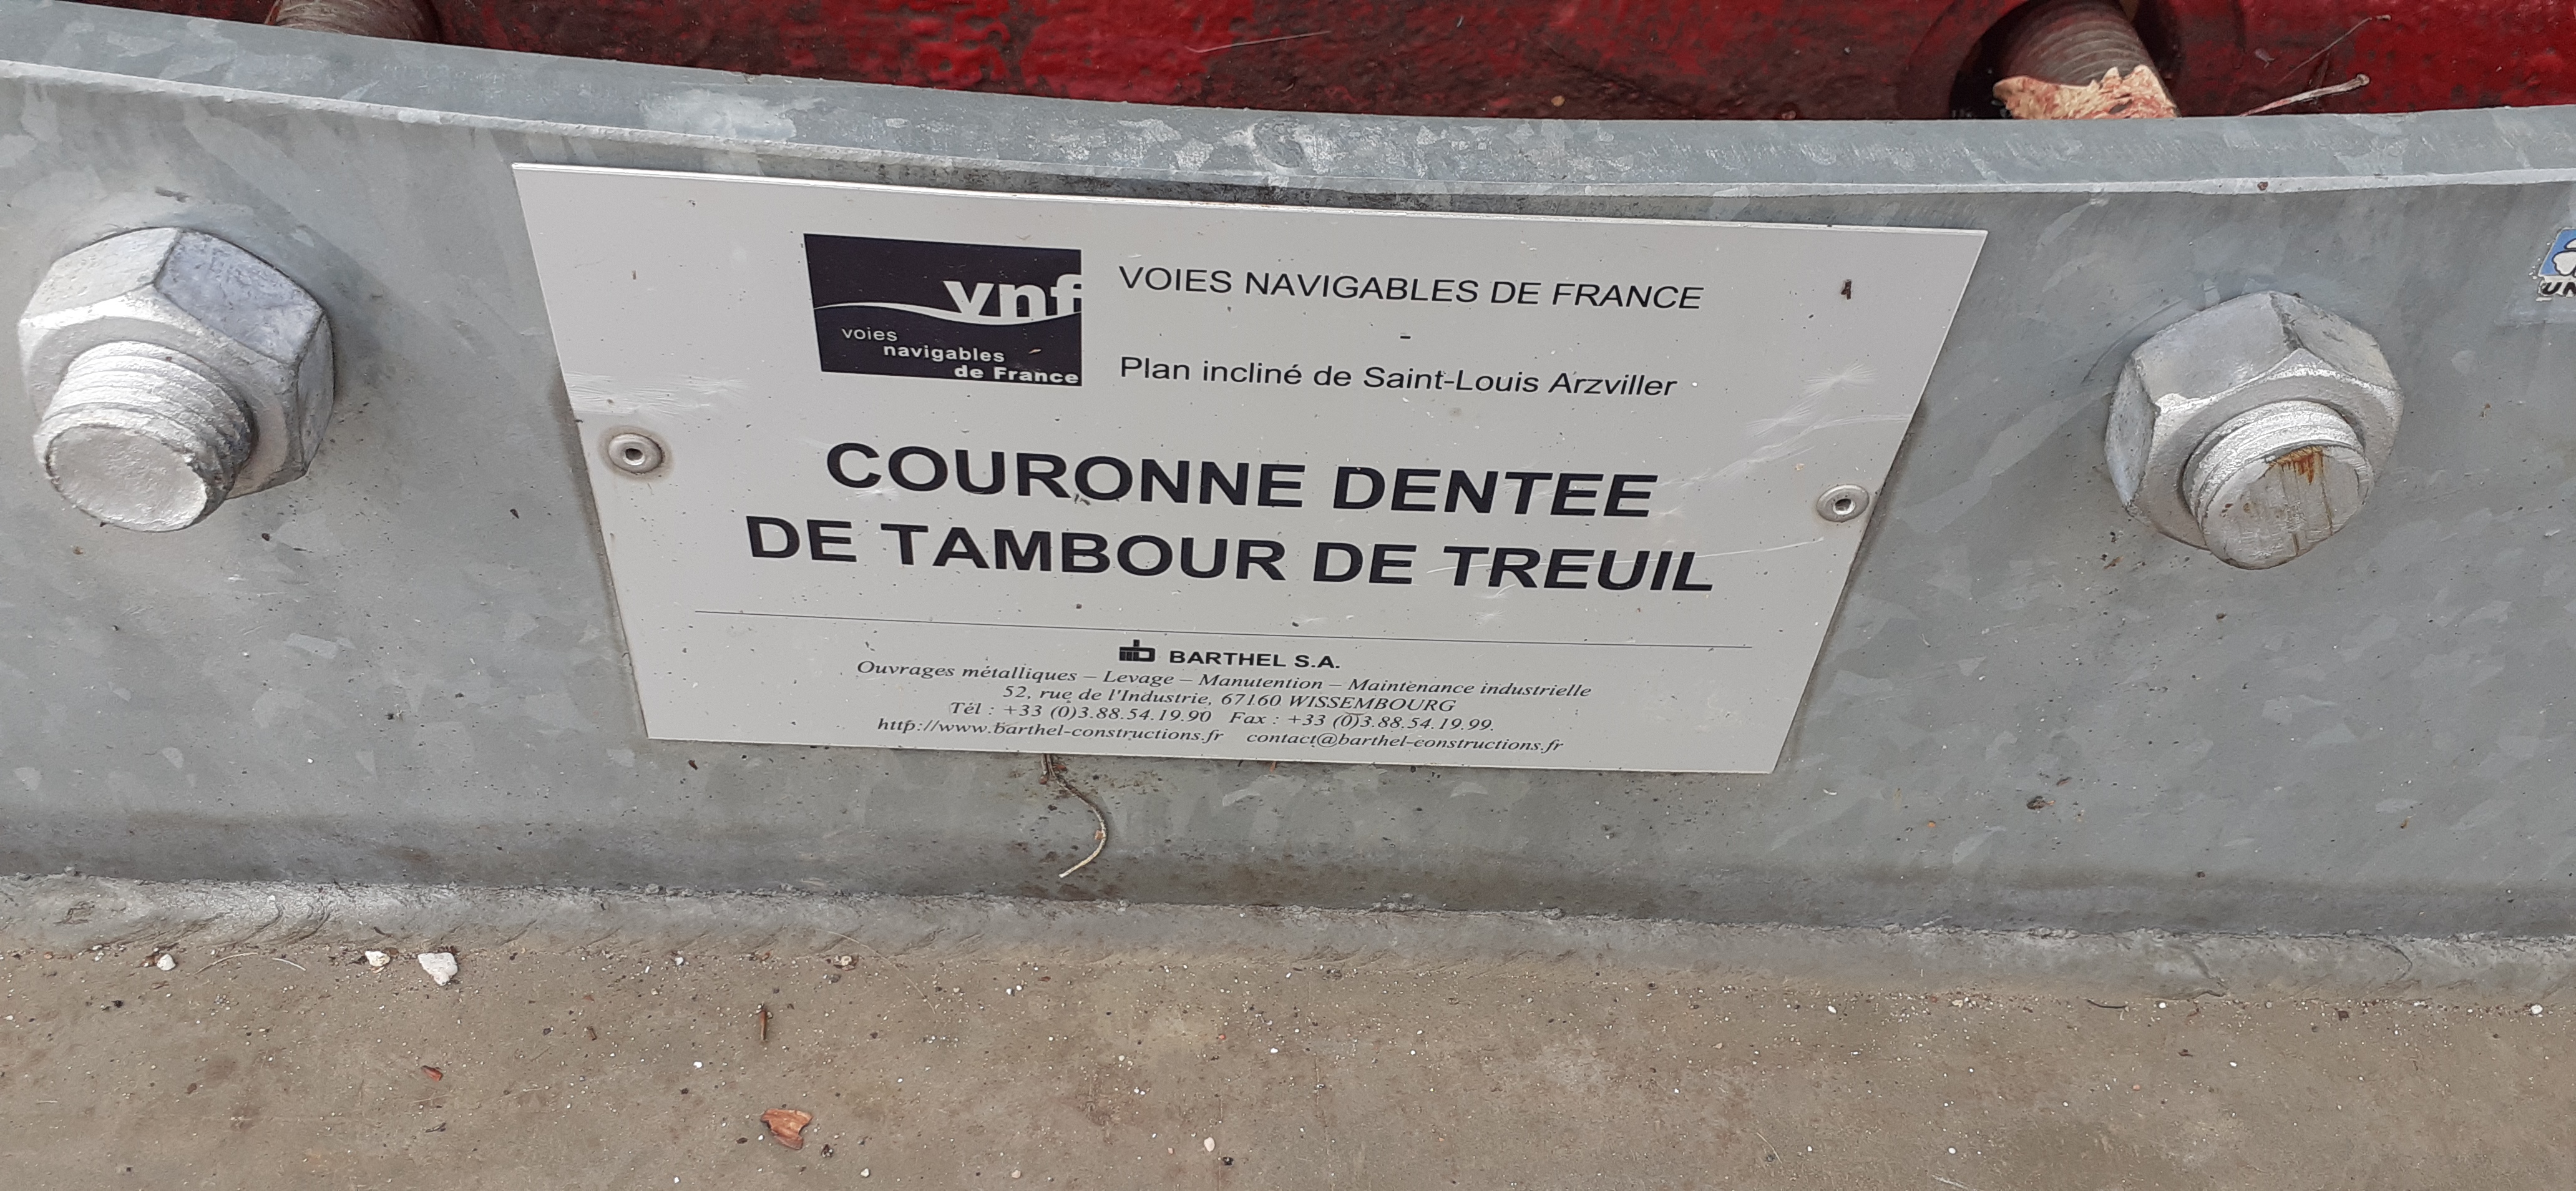 vnf
voies
navigables
de France
VOIES NAVIGABLES DE FRANCE
-
Plan incliné de Saint-Louis Arzviller
COURONNE DENTEE
DE TAMBOUR DE TREUIL
BARTHEL S.A.
Ouvrages métalliques – Levage – Manutention – Maintenance industrielle
52, rue de l'Industrie, 67160 WISSEMBOURG
Tél : +33 (0)3.88.54.19.90 Fax : +33 (0)3.88.54.19.99.
http://www.barthel-constructions.fr contact@barthel-constructions.fr